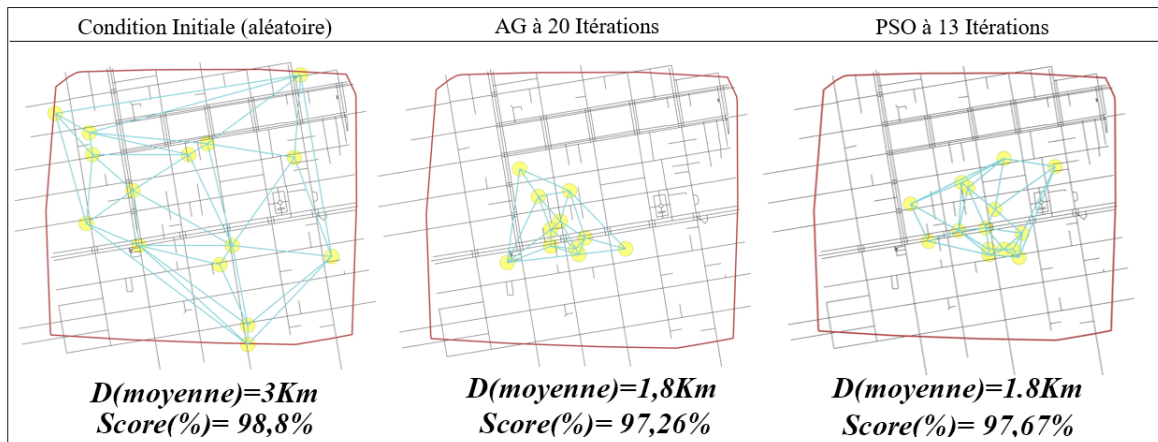 Condition Initiale (aléatoire)
AG à 20 Itérations
PSO à 13 Itérations
D(moyenne)=3Km
Score(%)= 98,8%
D(moyenne)=1,8Km
Score(%)= 97,26%
D(moyenne)=1.8Km
Score(%)= 97,67%